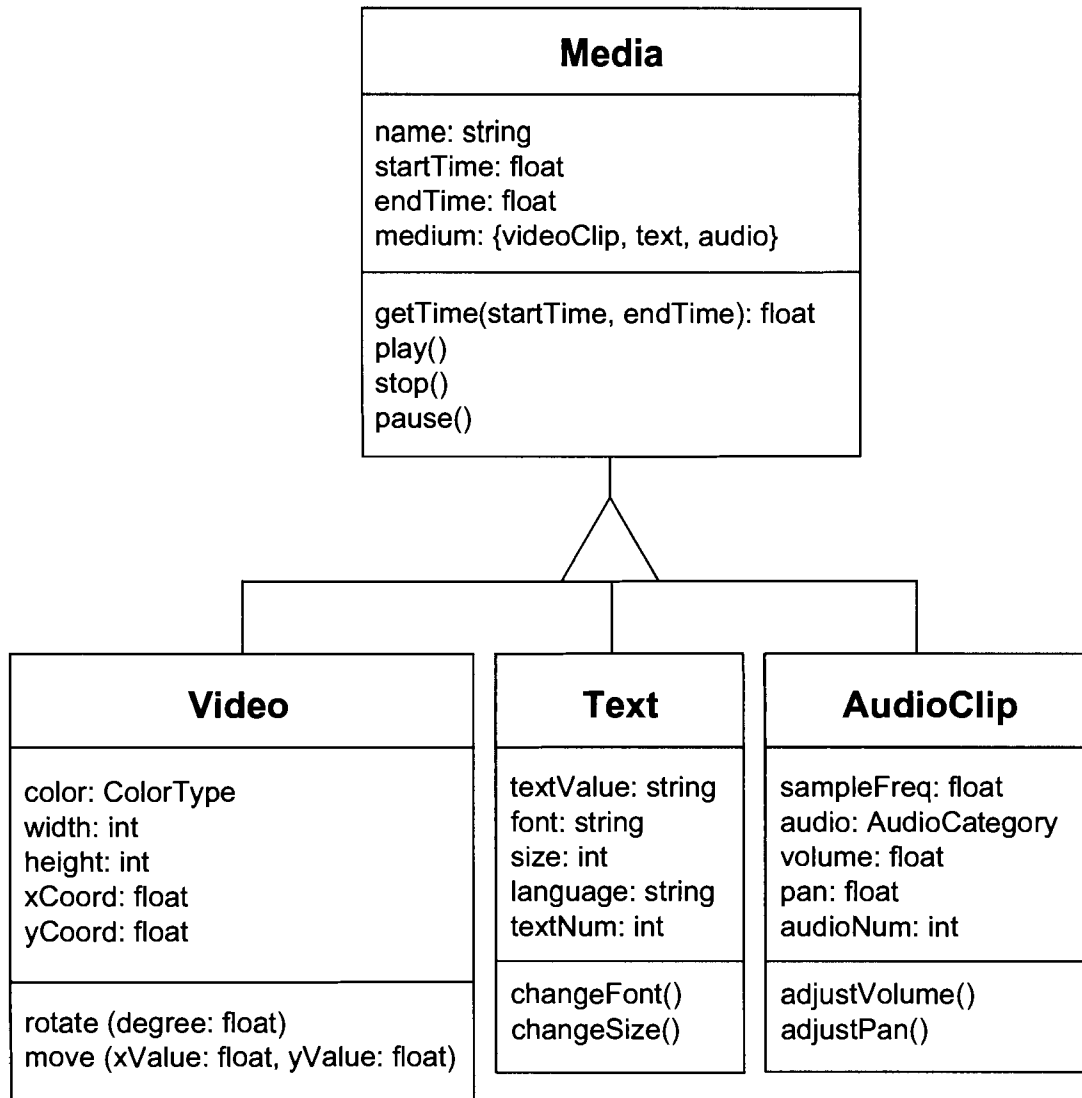 Media
name: string
startTime: float
endTime: float
medium: {videoClip, text, audio}
getTime(startTime, endTime): float
play()
stop()
pause()
Video
color: ColorType
width: int
height: int
xCoord: float
yCoord: float
rotate (degree: float)
move (xValue: float, yValue: float)
Text
textValue: string
font: string
size: int
language: string
textNum: int
changeFont()
changeSize()
AudioClip
sampleFreq: float
audio: AudioCategory
volume: float
pan: float
audioNum: int
adjustVolume()
adjustPan()